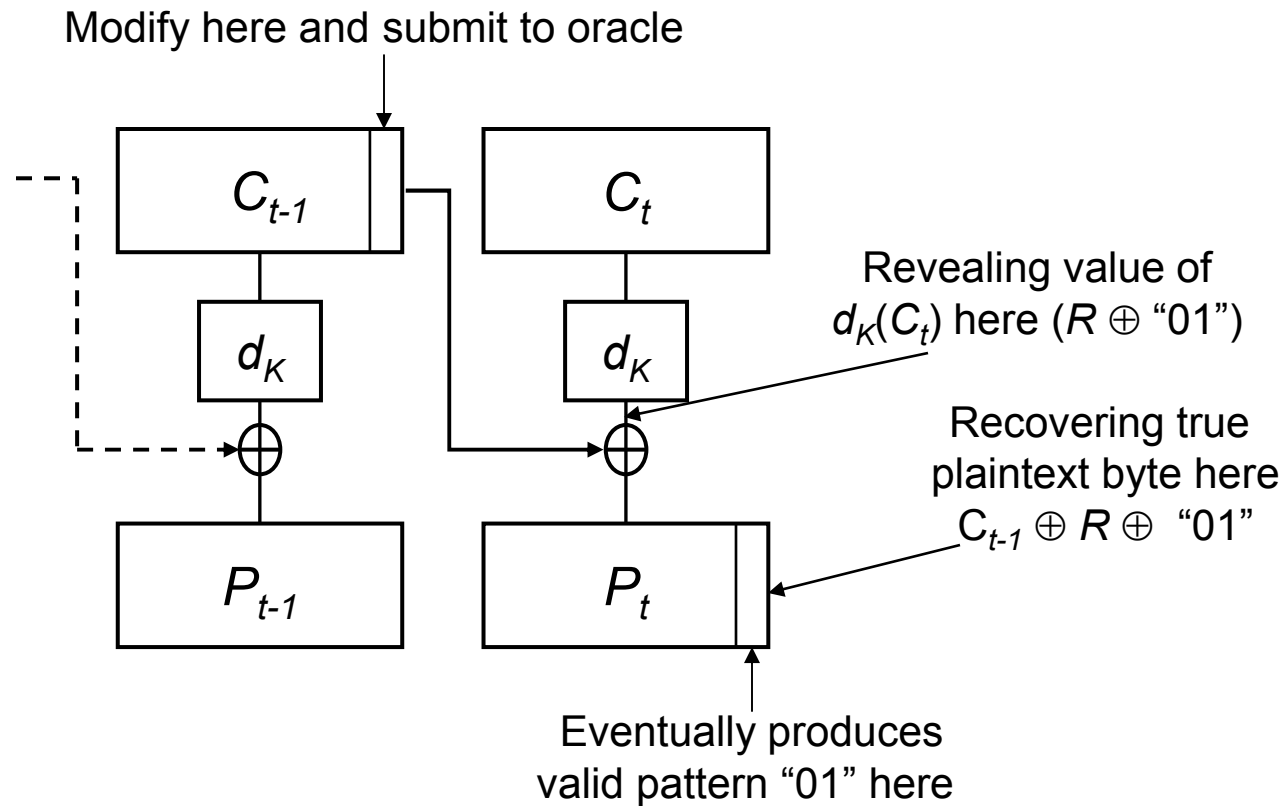 Modify here and submit to oracle
C_{t-1}
C_t
Revealing value of
d_K(C_t) here (R ⊕ “01”)
d_K
d_K
Recovering true
plaintext byte here
C_{t-1} ⊕ R ⊕ “01”
P_{t-1}
P_t
Eventually produces
valid pattern “01” here